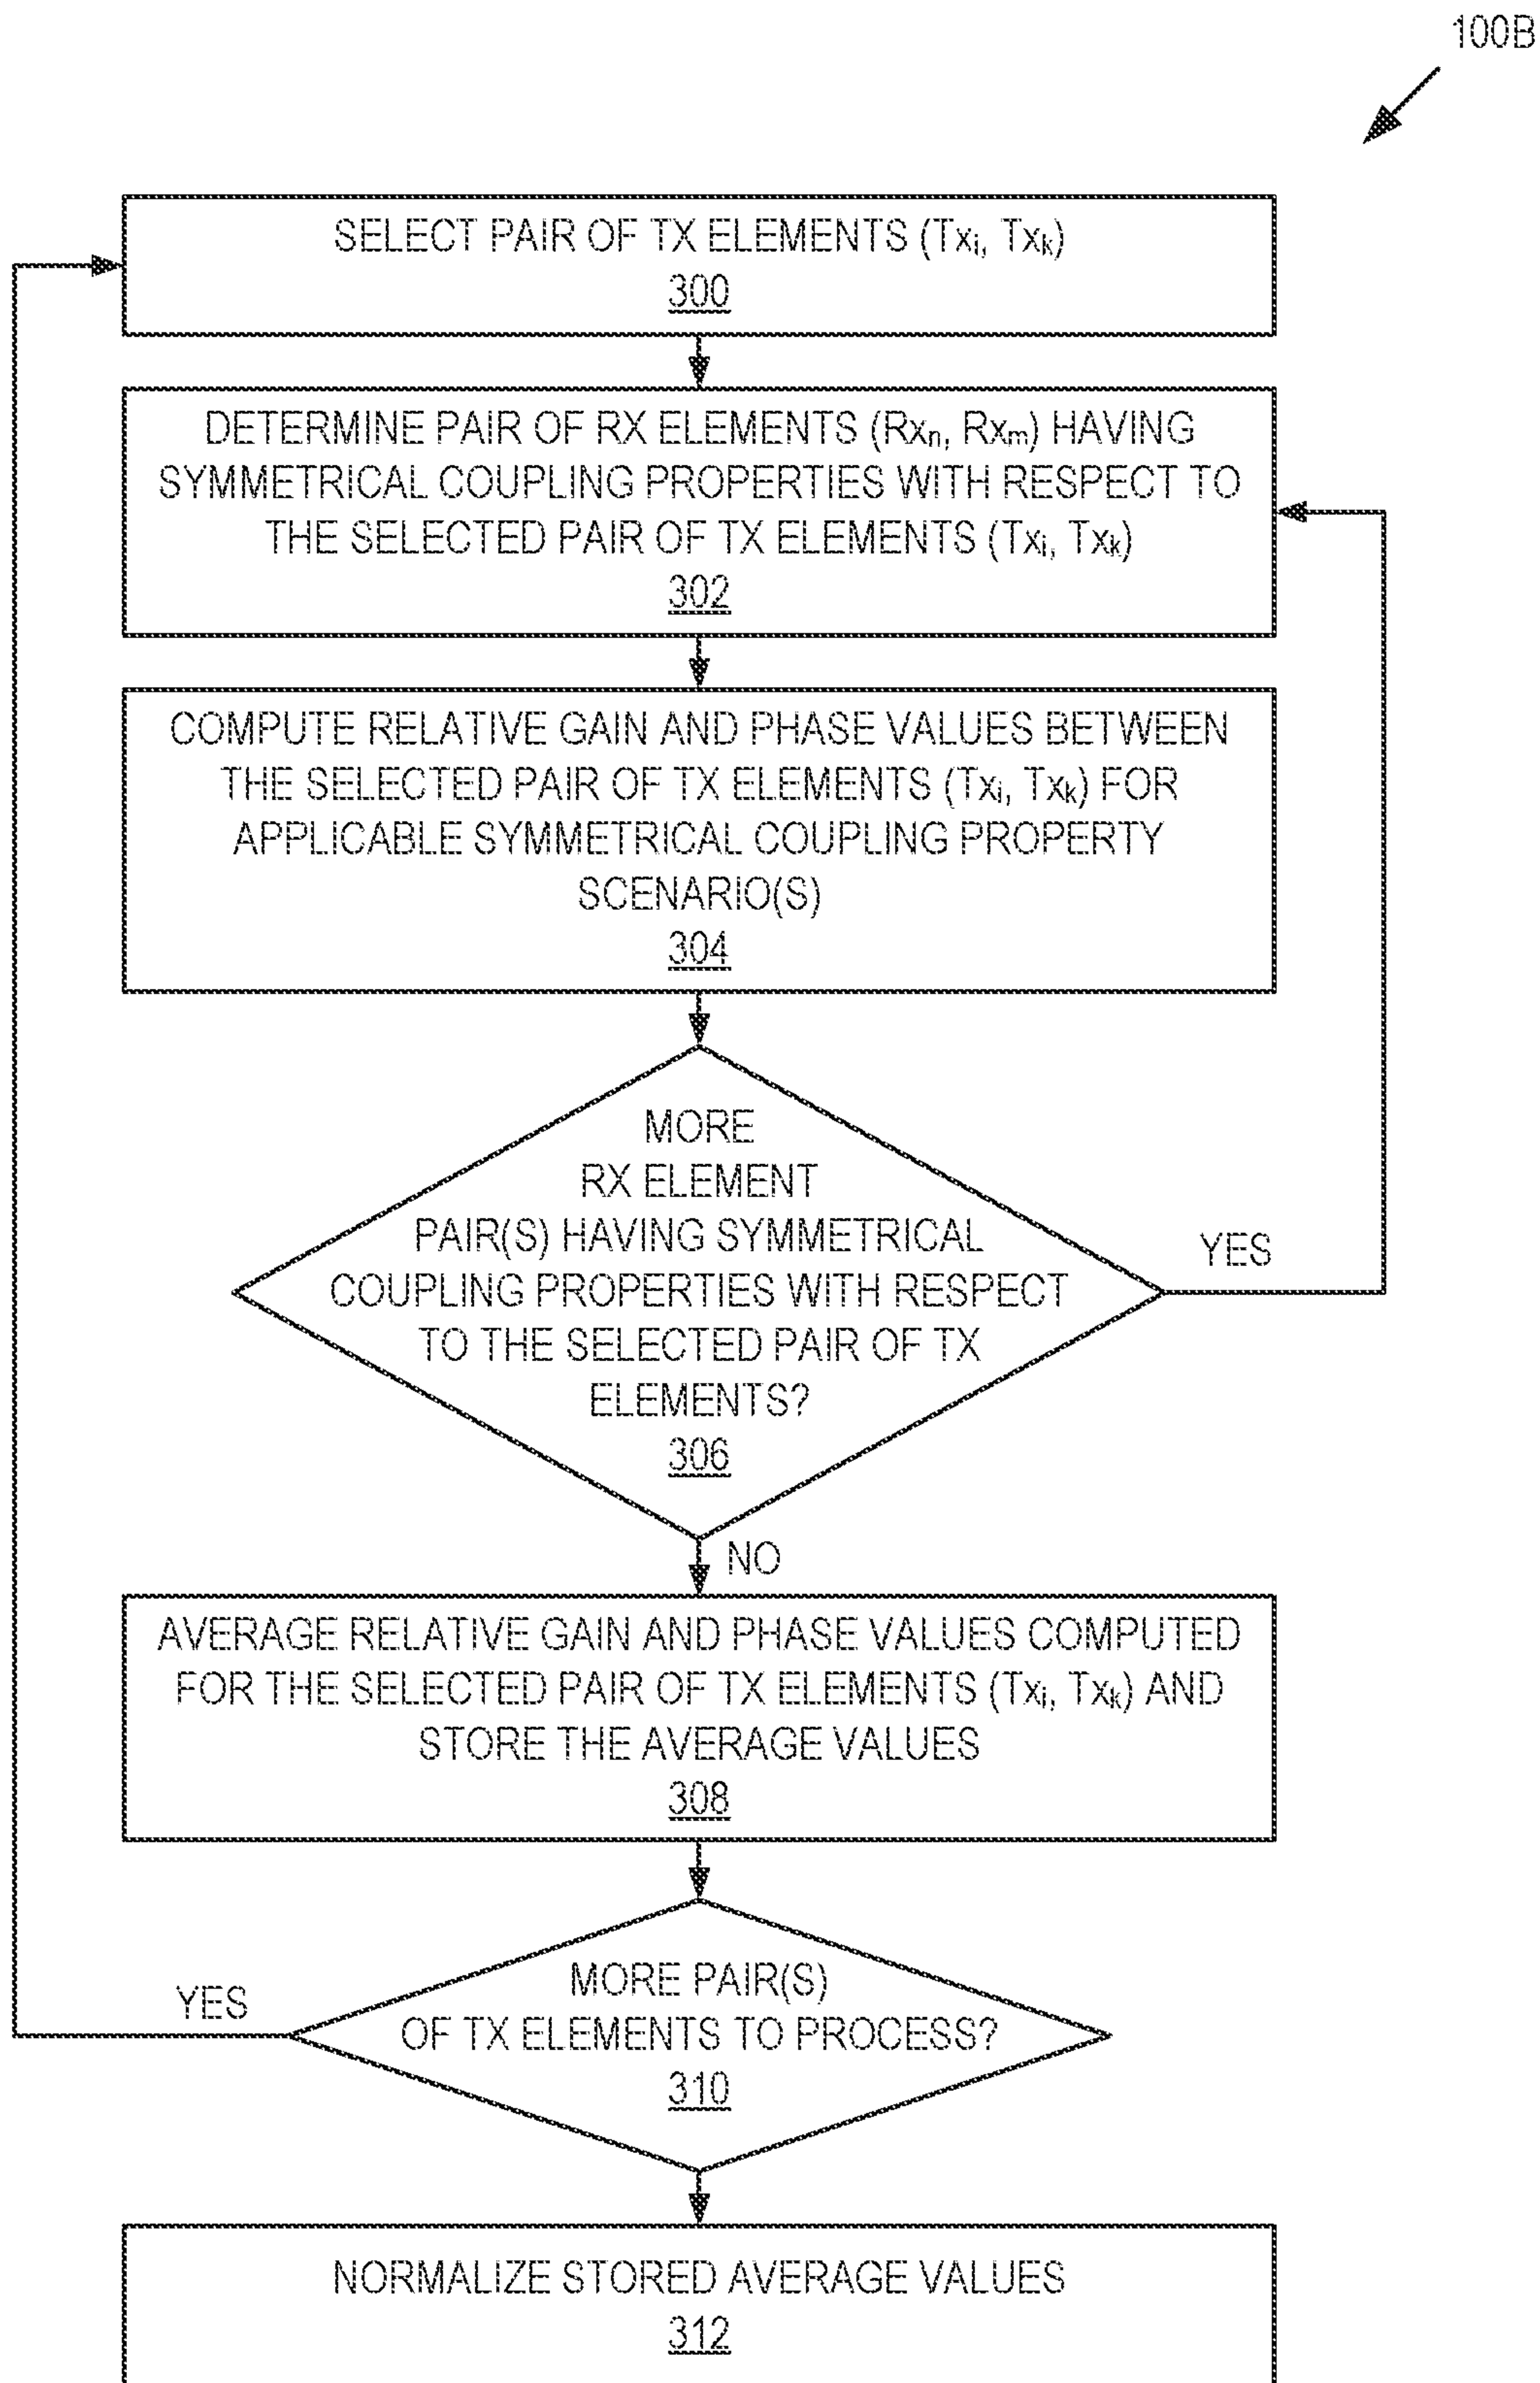 100B
SELECT PAIR OF TX ELEMENTS (Txi, Txk)
300
DETERMINE PAIR OF RX ELEMENTS (Rxn, Rxm) HAVING
SYMMETRICAL COUPLING PROPERTIES WITH RESPECT TO
THE SELECTED PAIR OF TX ELEMENTS (Txi, Txk)
302
COMPUTE RELATIVE GAIN AND PHASE VALUES BETWEEN
THE SELECTED PAIR OF TX ELEMENTS (Txi, Txk) FOR
APPLICABLE SYMMETRICAL COUPLING PROPERTY
SCENARIO(S)
304
MORE
RX ELEMENT
PAIR(S) HAVING SYMMETRICAL
COUPLING PROPERTIES WITH RESPECT
TO THE SELECTED PAIR OF TX
ELEMENTS?
306
YES
NO
AVERAGE RELATIVE GAIN AND PHASE VALUES COMPUTED
FOR THE SELECTED PAIR OF TX ELEMENTS (Txi, Txk) AND
STORE THE AVERAGE VALUES
308
YES
MORE PAIR(S)
OF TX ELEMENTS TO PROCESS?
310
NORMALIZE STORED AVERAGE VALUES
312